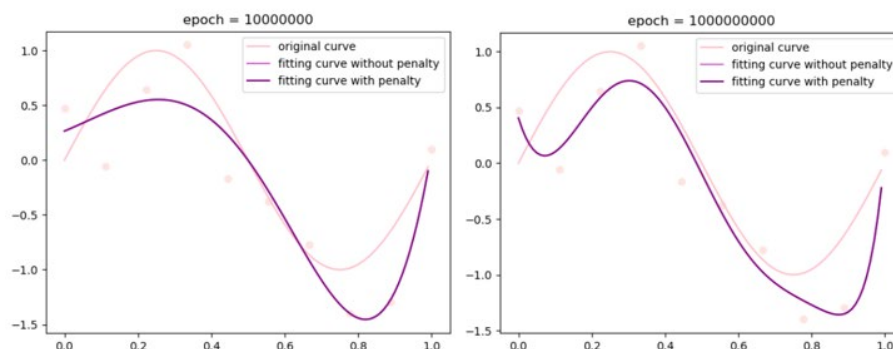 epoch = 10000000
original curve
fitting curve without penalty
fitting curve with penalty
1.0
0.5
0.0
−0.5
−1.0
−1.5
0.0 0.2 0.4 0.6 0.8 1.0
epoch = 1000000000
original curve
fitting curve without penalty
fitting curve with penalty
1.0
0.5
0.0
−0.5
−1.0
−1.5
0.0 0.2 0.4 0.6 0.8 1.0